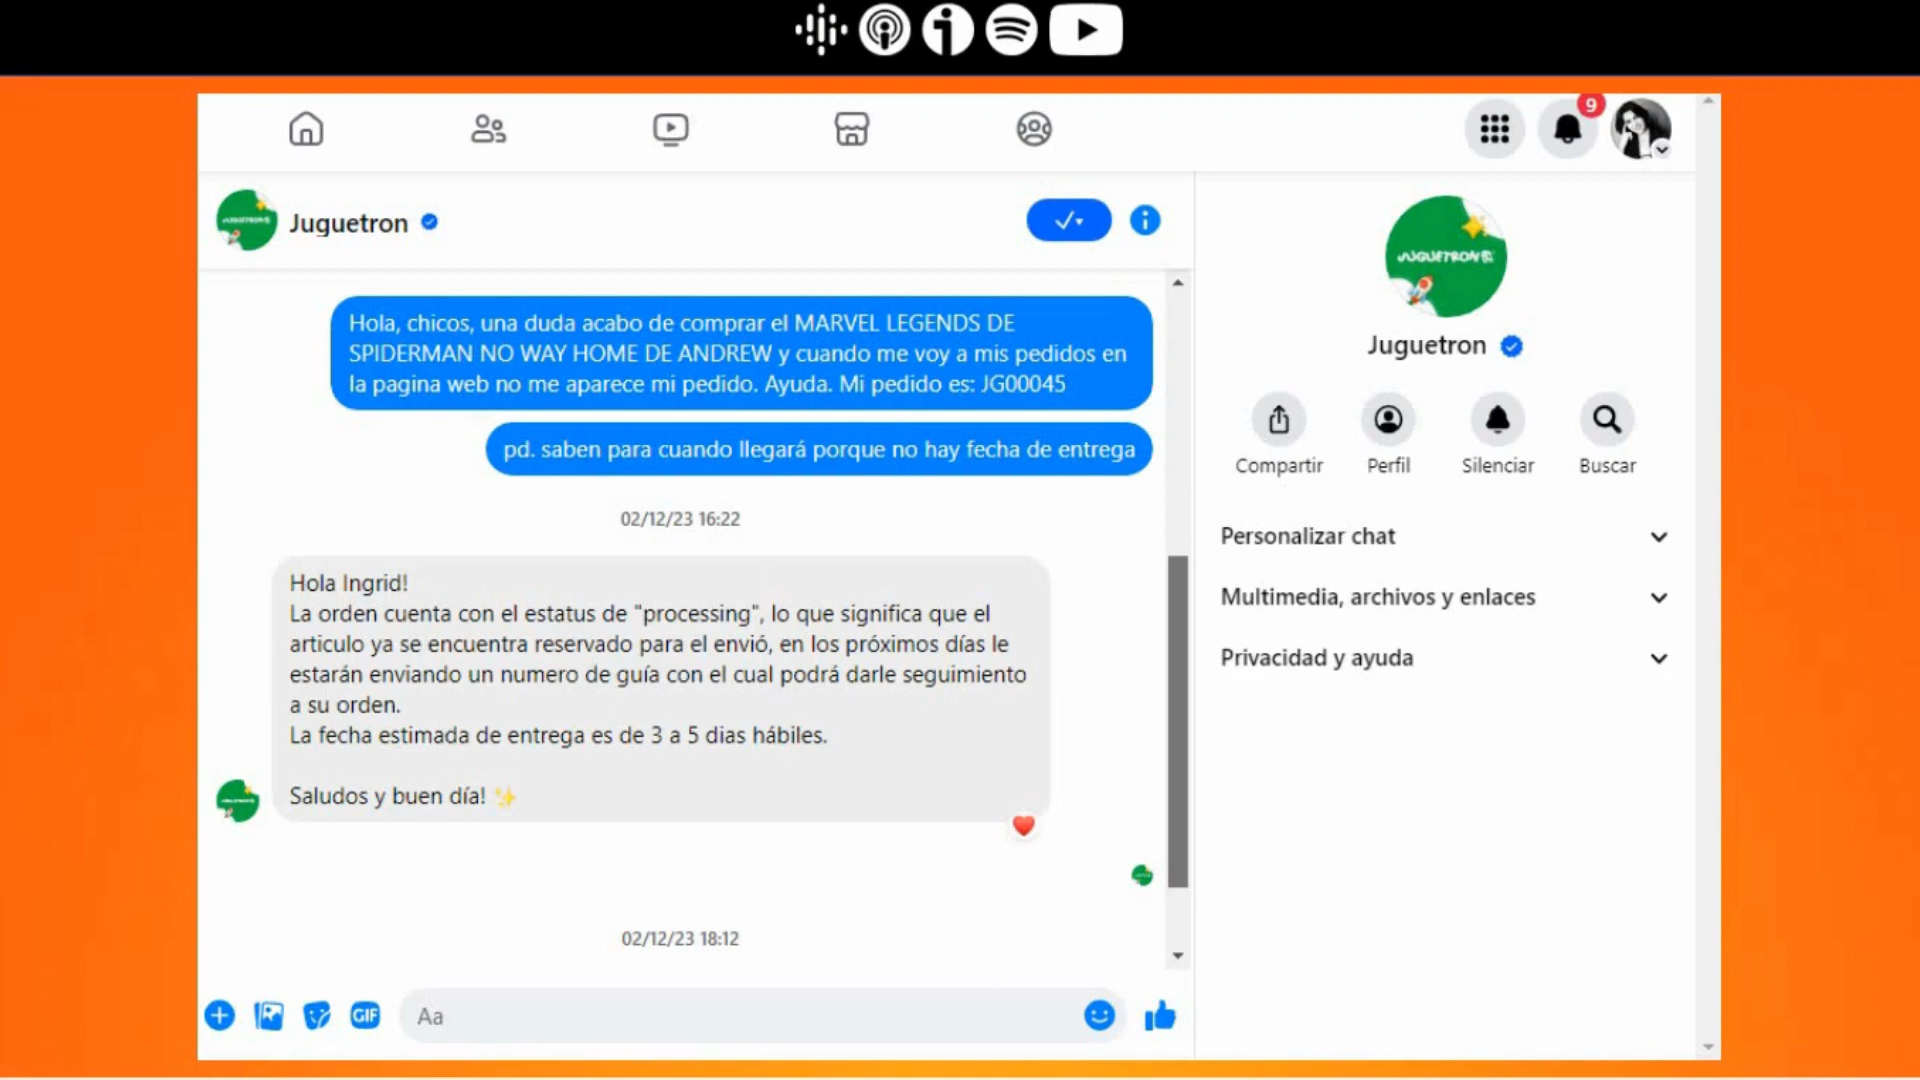 9
Juguetron
Hola, chicos, una duda acabo de comprar el MARVEL LEGENDS DE
SPIDERMAN NO WAY HOME DE ANDREW y cuando me voy a mis pedidos en
la pagina web no me aparece mi pedido. Ayuda. Mi pedido es: JG00045
pd. saben para cuando llegará porque no hay fecha de entrega
02/12/23 16:22
Hola Ingrid!
La orden cuenta con el estatus de "processing", lo que significa que el
articulo ya se encuentra reservado para el envió, en los próximos días le
estarán enviando un numero de guía con el cual podrá darle seguimiento
a su orden.
La fecha estimada de entrega es de 3 a 5 dias hábiles.
Saludos y buen día! ✨
02/12/23 18:12
GIF
Aa
JUGUETRON
Juguetron
Compartir
Perfil
Silenciar
Buscar
Personalizar chat
Multimedia, archivos y enlaces
Privacidad y ayuda